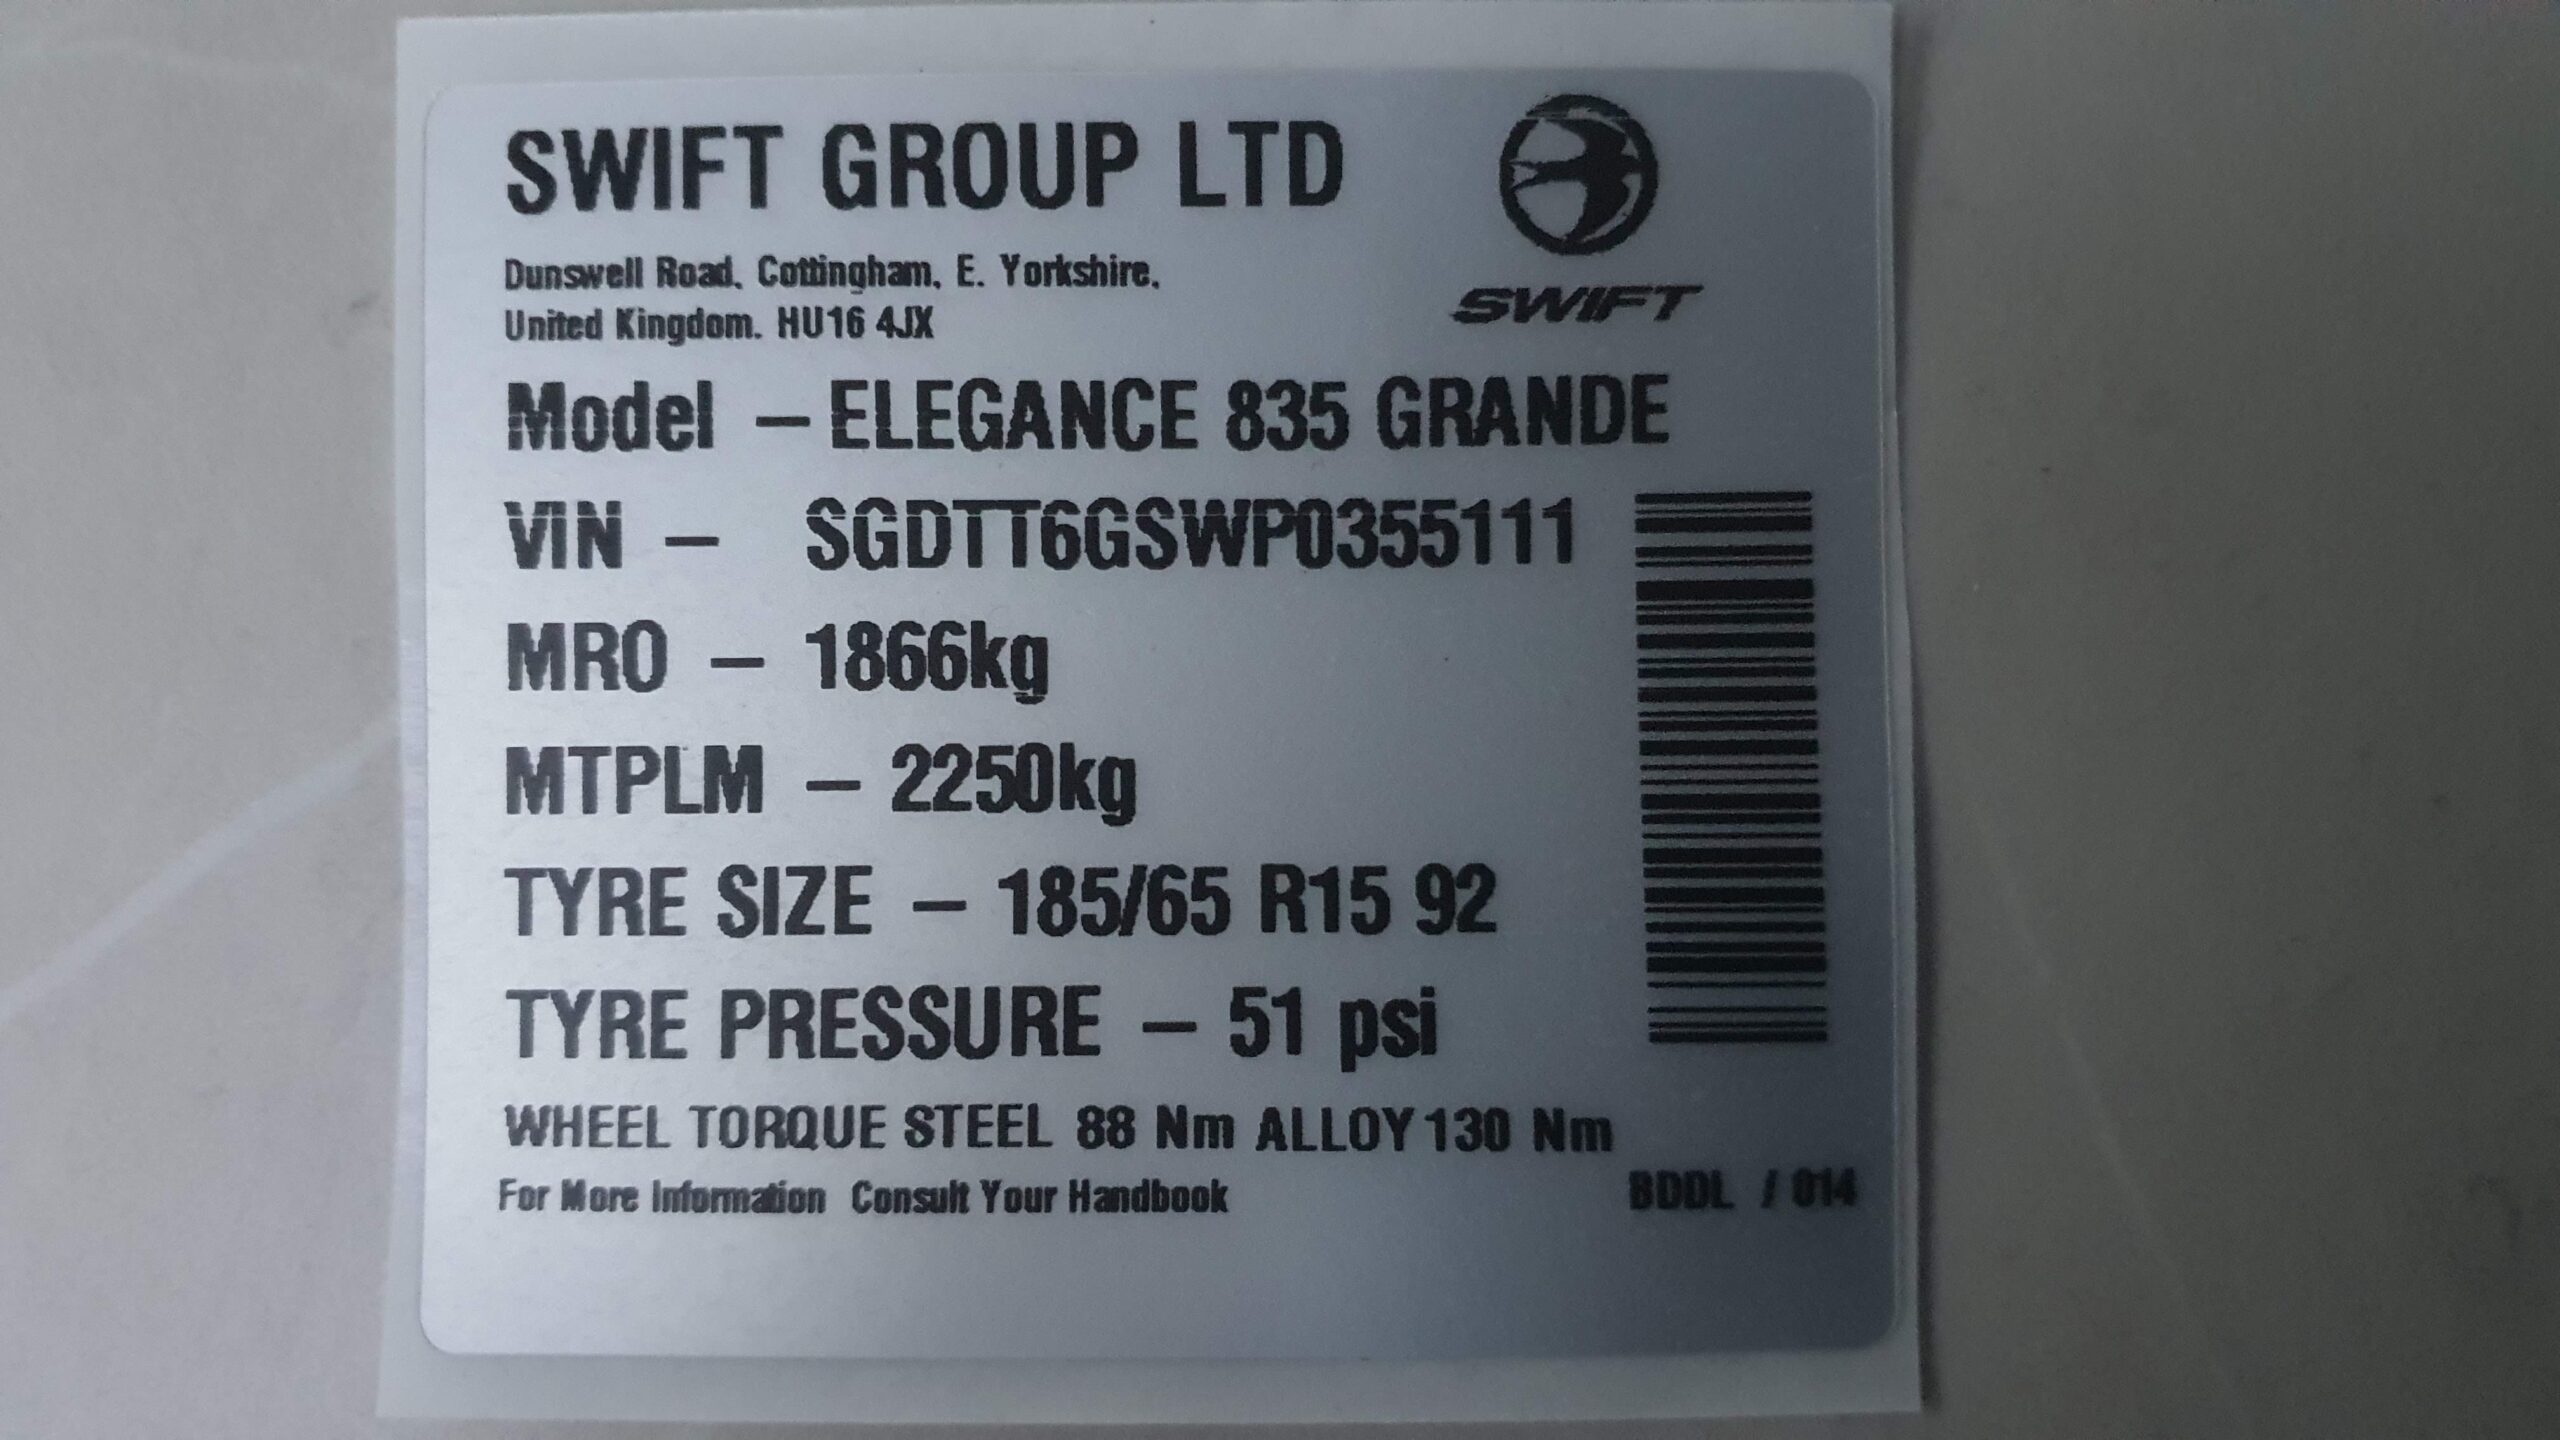 SWIFT GROUP LTD
Dunswell Road, Cottingham, E. Yorkshire,
United Kingdom. HU16 4JX
SWIFT
Model – ELEGANCE 835 GRANDE
VIN – SGDTT6GSWP0355111
MRO – 1866kg
MTPLM – 2250kg
TYRE SIZE – 185/65 R15 92
TYRE PRESSURE – 51 psi
WHEEL TORQUE STEEL 88 Nm ALLOY 130 Nm
For More Information Consult Your Handbook
BDDL / 014